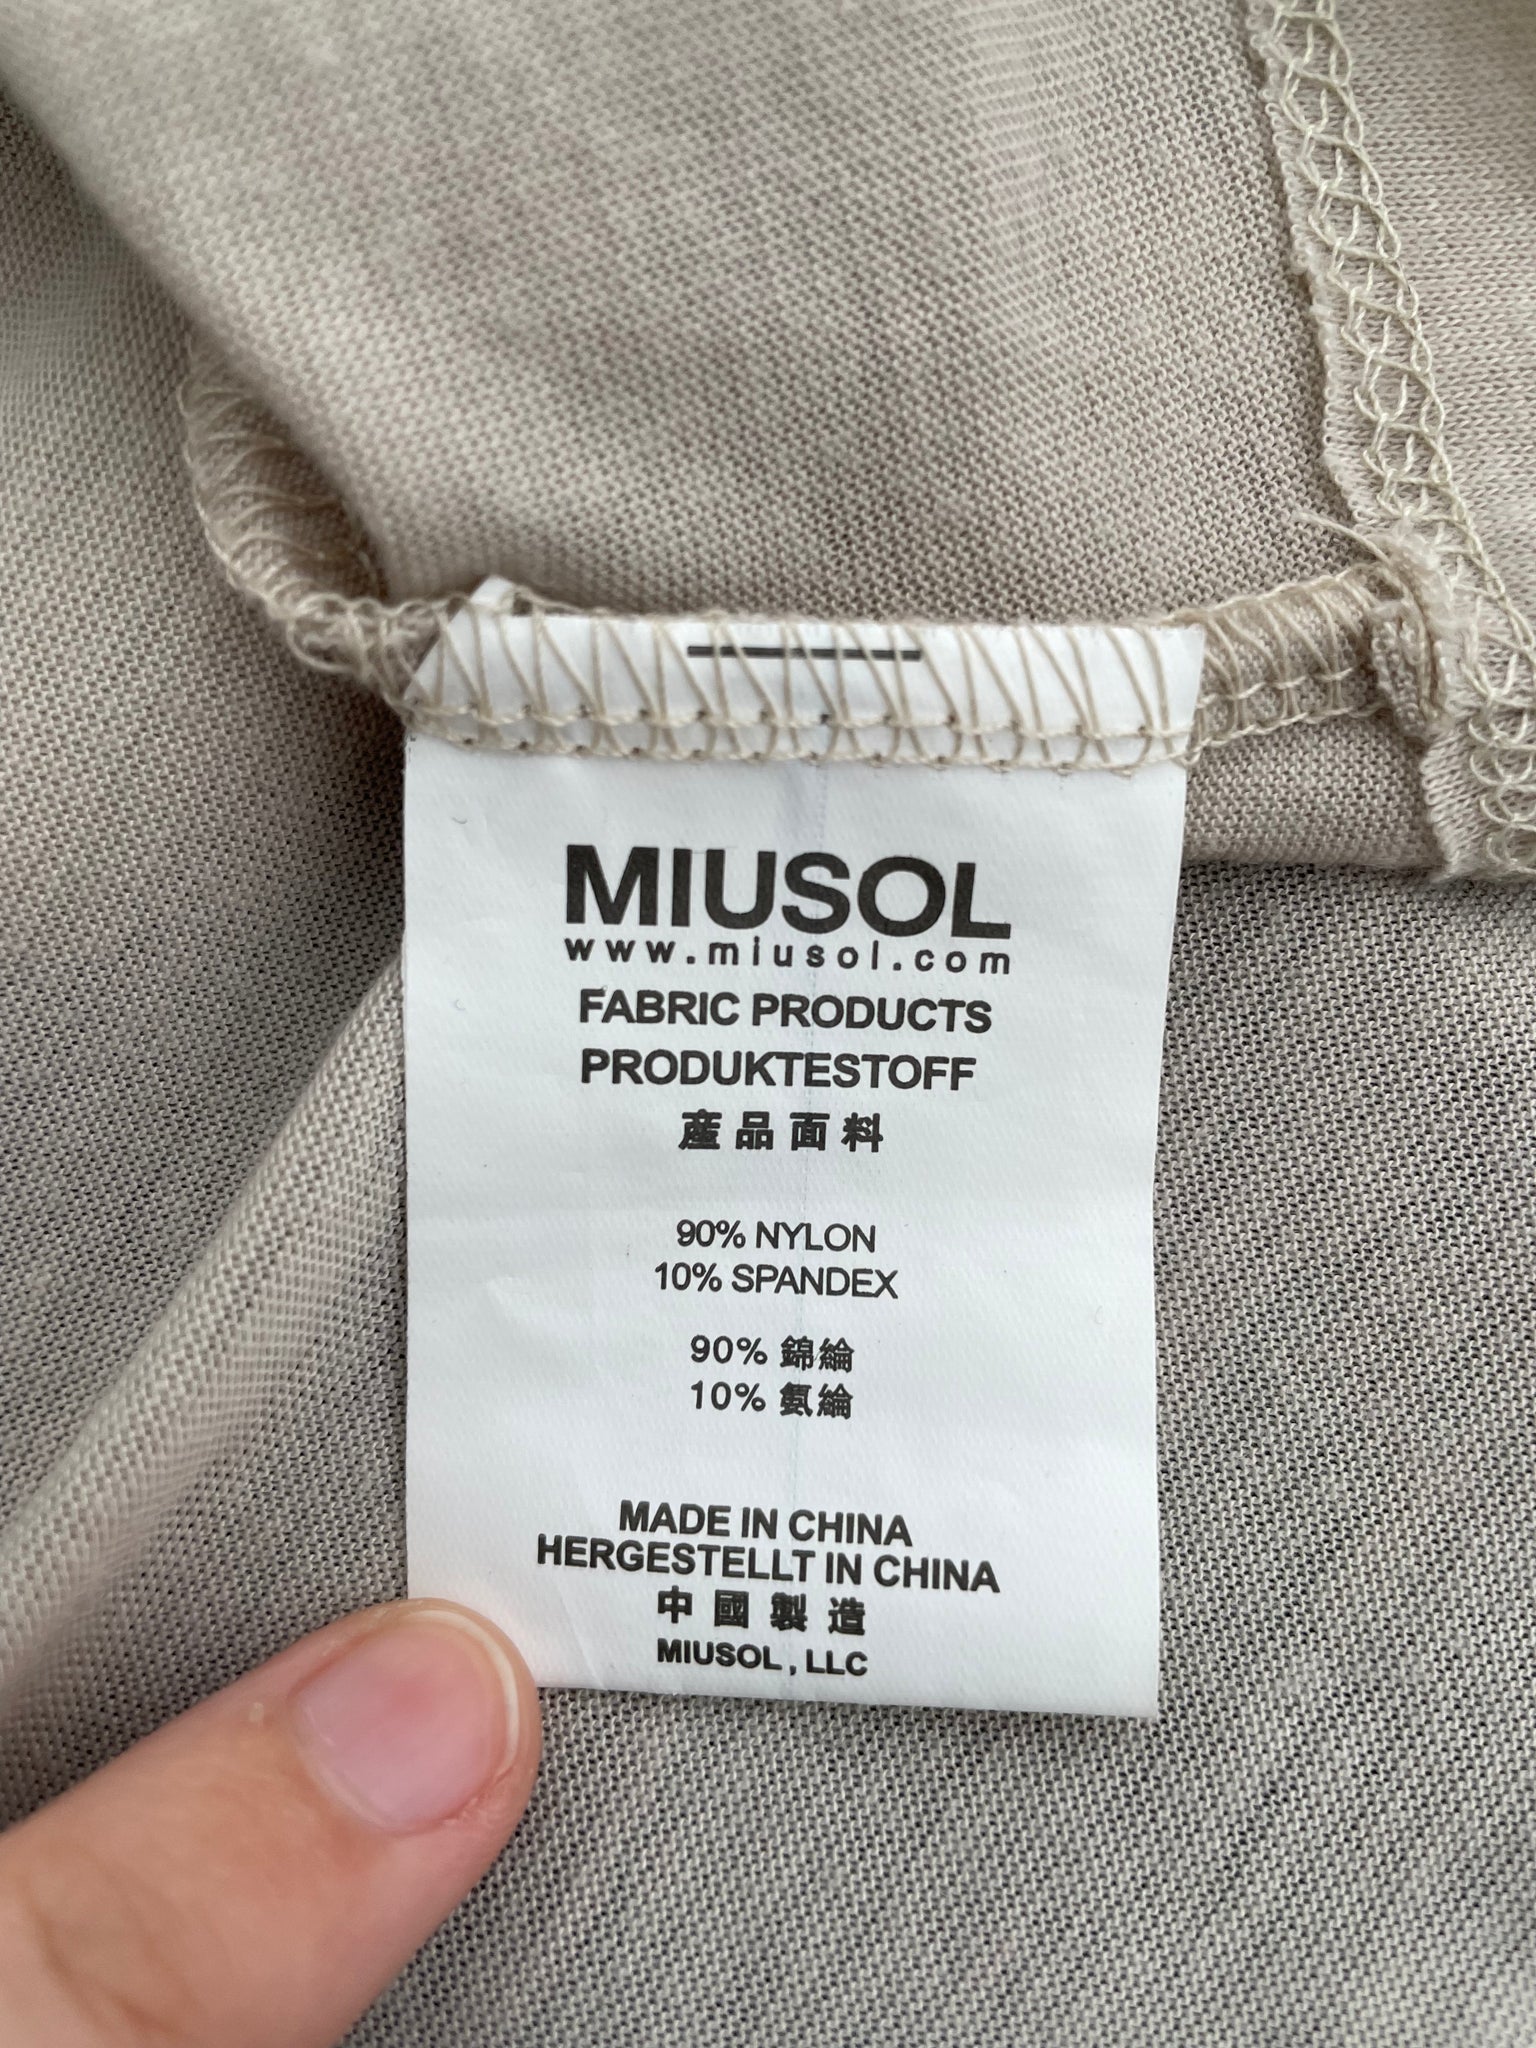 MIUSOL
www.miusol.com
FABRIC PRODUCTS
PRODUKTESTOFF
産品面料
90% NYLON
10% SPANDEX
90% 錦綸
10% 氨綸
MADE IN CHINA
HERGESTELLT IN CHINA
中國製造
MIUSOL, LLC